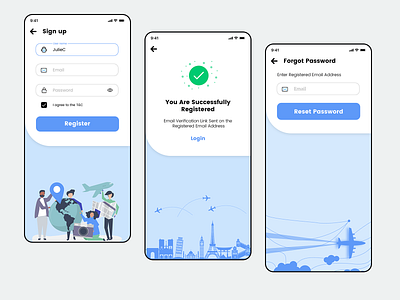 9:41
Sign up
JulieC
Email
Password
I agree to the T&C
Register
9:41
You Are Successfully
Registered
Email Verification Link Sent on the
Registered Email Address
Login
9:41
Forgot Password
Enter Registered Email Address
Email
Reset Password